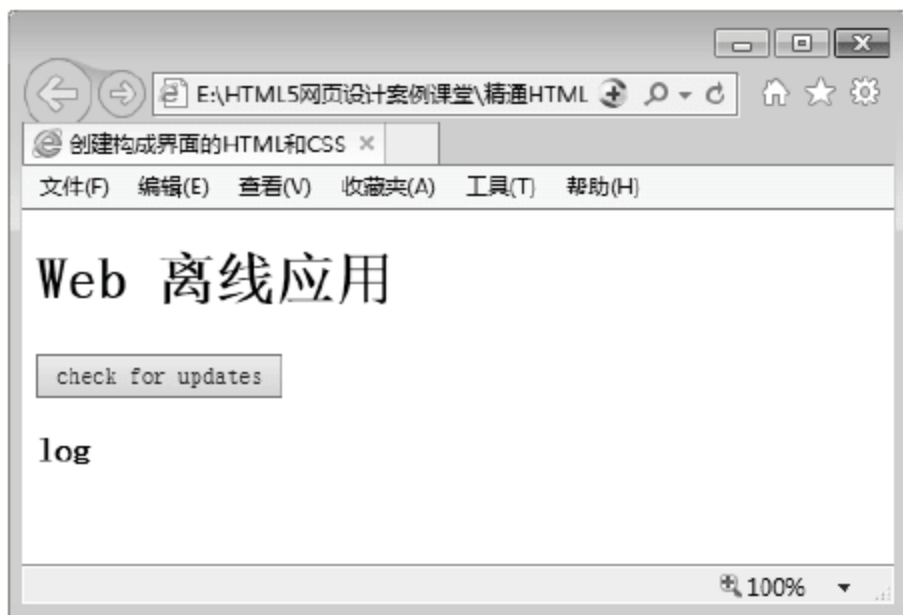 E:\HTML5网页设计案例课堂\精通HTML
创建构成界面的HTML和CSS
文件(F) 编辑(E) 查看(V) 收藏夹(A) 工具(T) 帮助(H)
Web 离线应用
check for updates
log
100%